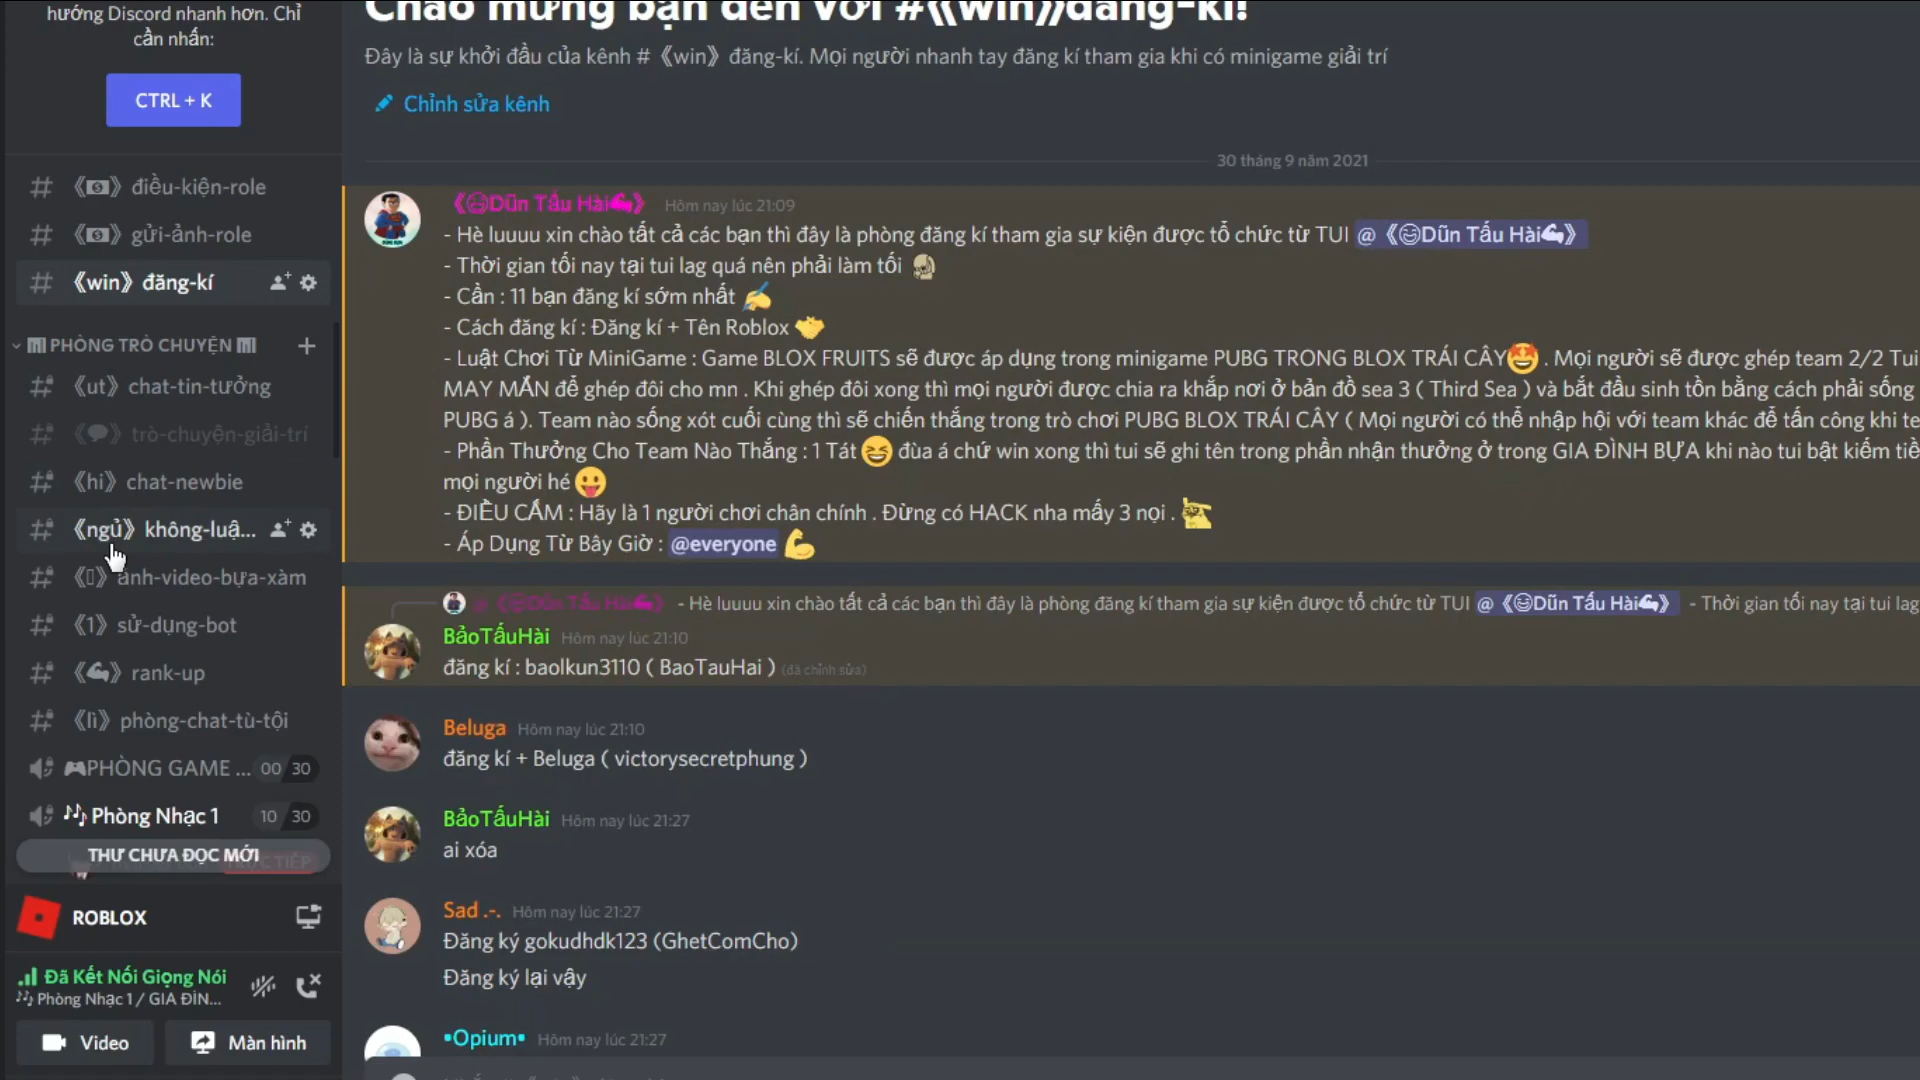 hướng Discord nhanh hơn. Chỉ
cần nhấn:
CTRL + K
《》 điều-kiện-role
《》 gửi-ảnh-role
《win》 đăng-kí
PHÒNG TRÒ CHUYỆN
《ut》 chat-tin-tưởng
《》 trò-chuyện-giải-trí
《hi》 chat-newbie
《ngủ》 không-luậ...
《》 ảnh-video-bựa-xàm
《1》 sử-dụng-bot
《》 rank-up
《lì》 phòng-chat-tù-tội
PHÒNG GAME ... 00 30
Phòng Nhạc 1 10 30
THƯ CHƯA ĐỌC MỚI
TRỰC TIẾP
ROBLOX
Đã Kết Nối Giọng Nói
Phòng Nhạc 1 / GIA ĐÌN...
Video
Màn hình
Chào mừng bạn đến với #《win》đăng-kí!
Đây là sự khởi đầu của kênh #《win》 đăng-kí. Mọi người nhanh tay đăng kí tham gia khi có minigame giải trí
Chỉnh sửa kênh
30 tháng 9 năm 2021
《😆Dũn Tấu Hài💪》 Hôm nay lúc 21:09
- Hè luuuu xin chào tất cả các bạn thì đây là phòng đăng kí tham gia sự kiện được tổ chức từ TUI @《😆Dũn Tấu Hài💪》
- Thời gian tối nay tại tui lag quá nên phải làm tối
- Cần : 11 bạn đăng kí sớm nhất ✍
- Cách đăng kí : Đăng kí + Tên Roblox 🤝
- Luật Chơi Từ MiniGame : Game BLOX FRUITS sẽ được áp dụng trong minigame PUBG TRONG BLOX TRÁI CÂY🤩 . Mọi người sẽ được ghép team 2/2 Tui
MAY MẮN để ghép đôi cho mn . Khi ghép đôi xong thì mọi người được chia ra khắp nơi ở bản đồ sea 3 ( Third Sea ) và bắt đầu sinh tồn bằng cách phải sống
PUBG á ). Team nào sống xót cuối cùng thì sẽ chiến thắng trong trò chơi PUBG BLOX TRÁI CÂY ( Mọi người có thể nhập hội với team khác để tấn công khi te
- Phần Thưởng Cho Team Nào Thắng : 1 Tát 😆 đùa á chứ win xong thì tui sẽ ghi tên trong phần nhận thưởng ở trong GIA ĐÌNH BỰA khi nào tui bật kiếm tiề
mọi người hé 😛
- ĐIỀU CẤM : Hãy là 1 người chơi chân chính . Đừng có HACK nha mấy 3 nọi .
- Áp Dụng Từ Bây Giờ : @everyone 💪
@《😆Dũn Tấu Hài💪》 - Hè luuuu xin chào tất cả các bạn thì đây là phòng đăng kí tham gia sự kiện được tổ chức từ TUI @《😆Dũn Tấu Hài💪》 - Thời gian tối nay tại tui lag
BảoTấuHài Hôm nay lúc 21:10
đăng kí : baolkun3110 ( BaoTauHai ) (đã chỉnh sửa)
Beluga Hôm nay lúc 21:10
đăng kí + Beluga ( victorysecretphung )
BảoTấuHài Hôm nay lúc 21:27
ai xóa
Sad .-. Hôm nay lúc 21:27
Đăng ký gokudhdk123 (GhetComCho)
Đăng ký lại vậy
•Opium• Hôm nay lúc 21:27